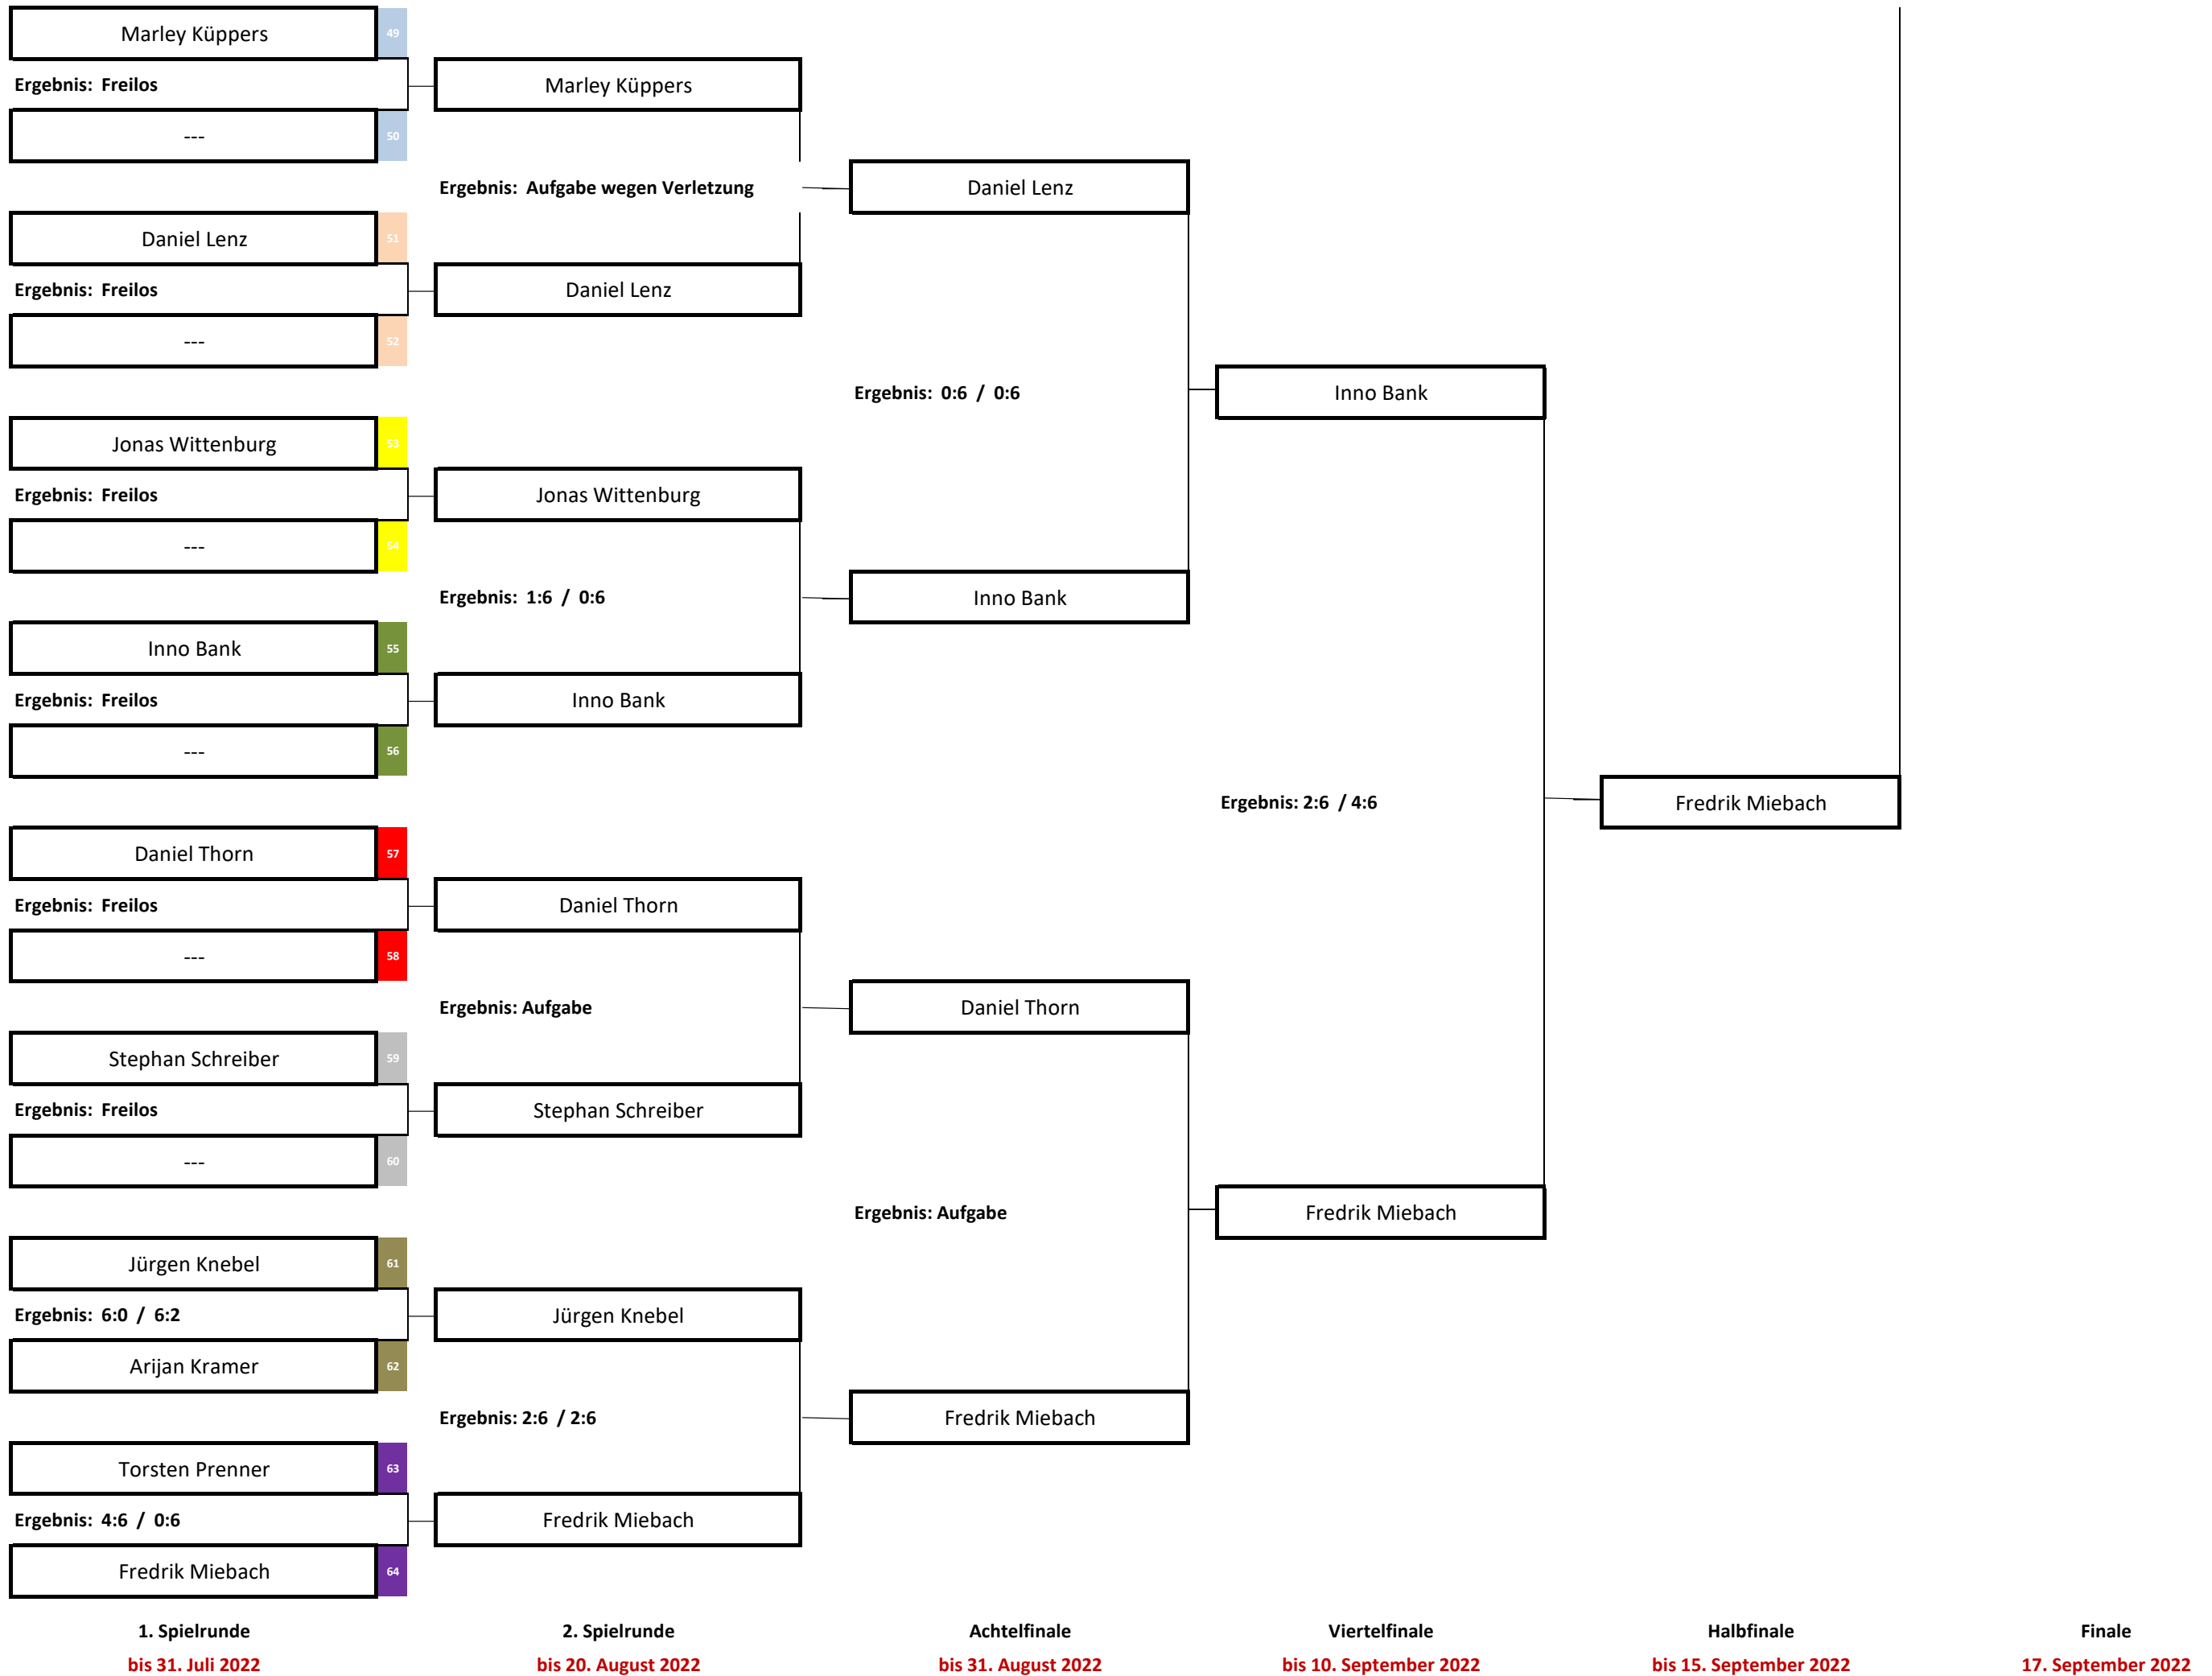 Marley Küppers 49
Ergebnis: Freilos
Marley Küppers
--- 50
Ergebnis: Aufgabe wegen Verletzung
Daniel Lenz
Daniel Lenz 51
Ergebnis: Freilos
Daniel Lenz
--- 52
Ergebnis: 0:6 / 0:6
Inno Bank
Jonas Wittenburg 53
Ergebnis: Freilos
Jonas Wittenburg
--- 54
Ergebnis: 1:6 / 0:6
Inno Bank
Inno Bank 55
Ergebnis: Freilos
Inno Bank
--- 56
Ergebnis: 2:6 / 4:6
Fredrik Miebach
Daniel Thorn 57
Ergebnis: Freilos
Daniel Thorn
--- 58
Ergebnis: Aufgabe
Daniel Thorn
Stephan Schreiber 59
Ergebnis: Freilos
Stephan Schreiber
--- 60
Ergebnis: Aufgabe
Fredrik Miebach
Jürgen Knebel 61
Ergebnis: 6:0 / 6:2
Jürgen Knebel
Arijan Kramer 62
Ergebnis: 2:6 / 2:6
Fredrik Miebach
Torsten Prenner 63
Ergebnis: 4:6 / 0:6
Fredrik Miebach
Fredrik Miebach 64
1. Spielrunde
2. Spielrunde
Achtelfinale
Viertelfinale
Halbfinale
Finale
bis 31. Juli 2022
bis 20. August 2022
bis 31. August 2022
bis 10. September 2022
bis 15. September 2022
17. September 2022